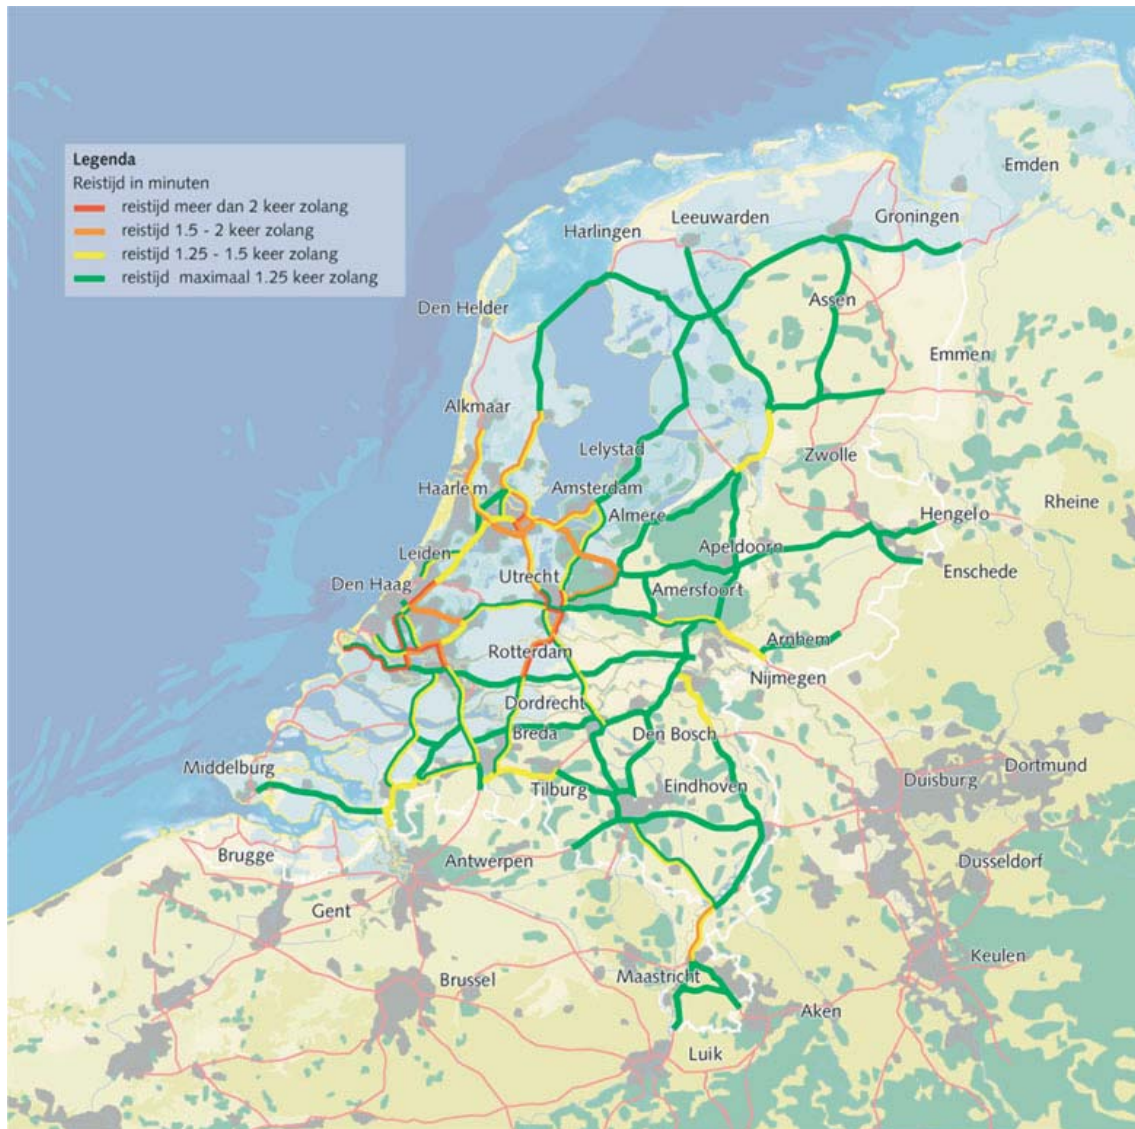 Legenda
Reistijd in minuten
reistijd meer dan 2 keer zolang
reistijd 1.5 - 2 keer zolang
reistijd 1.25 - 1.5 keer zolang
reistijd maximaal 1.25 keer zolang
Emden
Leeuwarden
Groningen
Harlingen
Den Helder
Assen
Emmen
Alkmaar
Lelystad
Zwolle
Haarlem
Amsterdam
Rheine
Almere
Hengelo
Leiden
Apeldoorn
Den Haag
Utrecht
Amersfoort
Enschede
Rotterdam
Arnhem
Nijmegen
Dordrecht
Breda
Den Bosch
Middelburg
Duisburg
Dortmund
Tilburg
Eindhoven
Brugge
Antwerpen
Dusseldorf
Gent
Keulen
Brussel
Maastricht
Aken
Luik